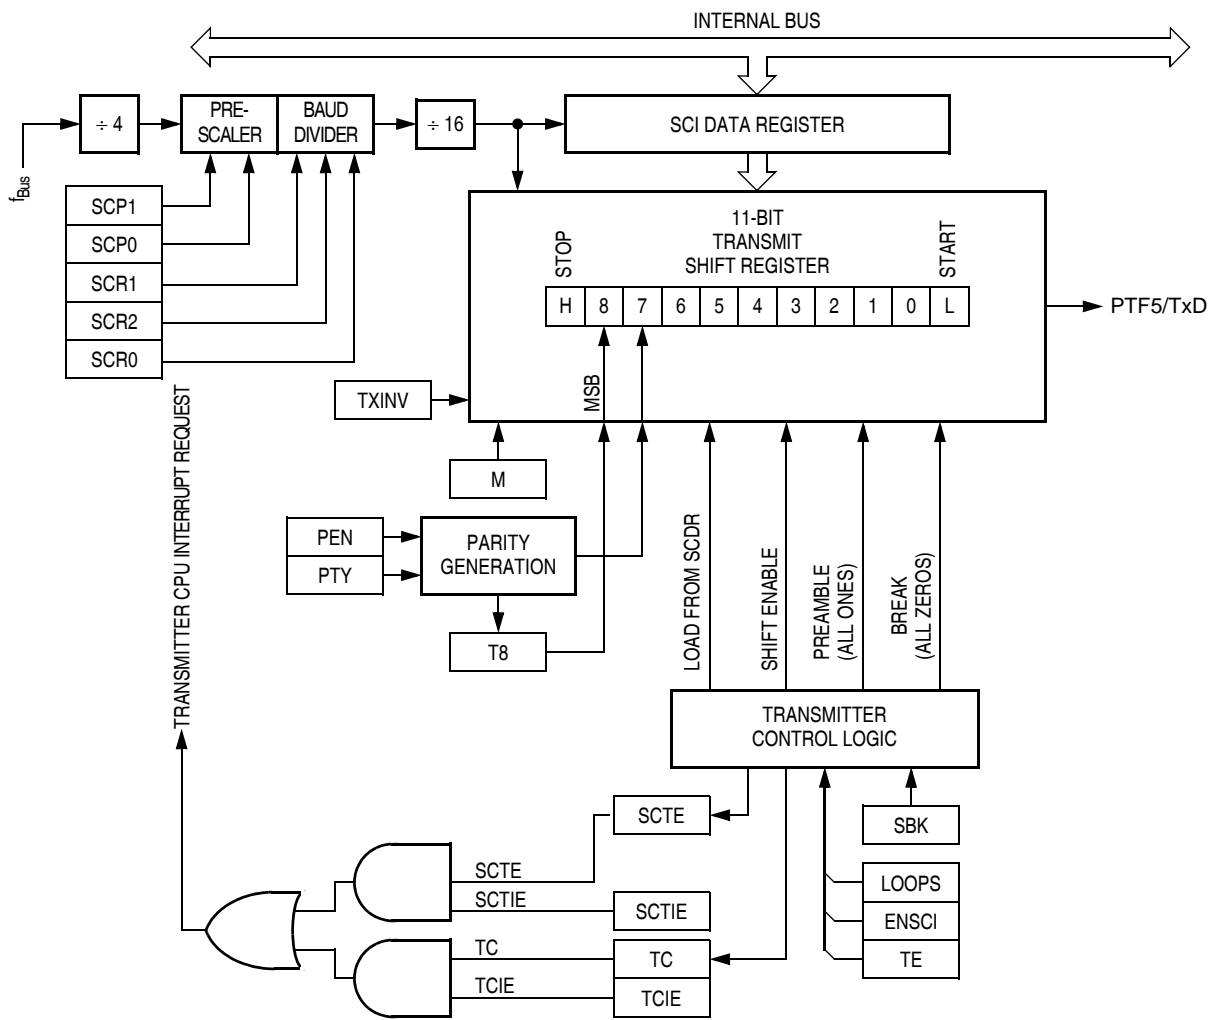 INTERNAL BUS
÷ 4
PRE-
SCALER
BAUD
DIVIDER
÷ 16
SCI DATA REGISTER
fBus
SCP1
SCP0
SCR1
SCR2
SCR0
11-BIT
TRANSMIT
SHIFT REGISTER
STOP
START
H 8 7 6 5 4 3 2 1 0 L
PTF5/TxD
MSB
TXINV
M
TRANSMITTER CPU INTERRUPT REQUEST
PEN
PTY
PARITY
GENERATION
T8
LOAD FROM SCDR
SHIFT ENABLE
PREAMBLE
(ALL ONES)
BREAK
(ALL ZEROS)
TRANSMITTER
CONTROL LOGIC
SCTE
SBK
SCTE
SCTIE
SCTIE
LOOPS
ENSCI
TE
TC
TC
TCIE
TCIE